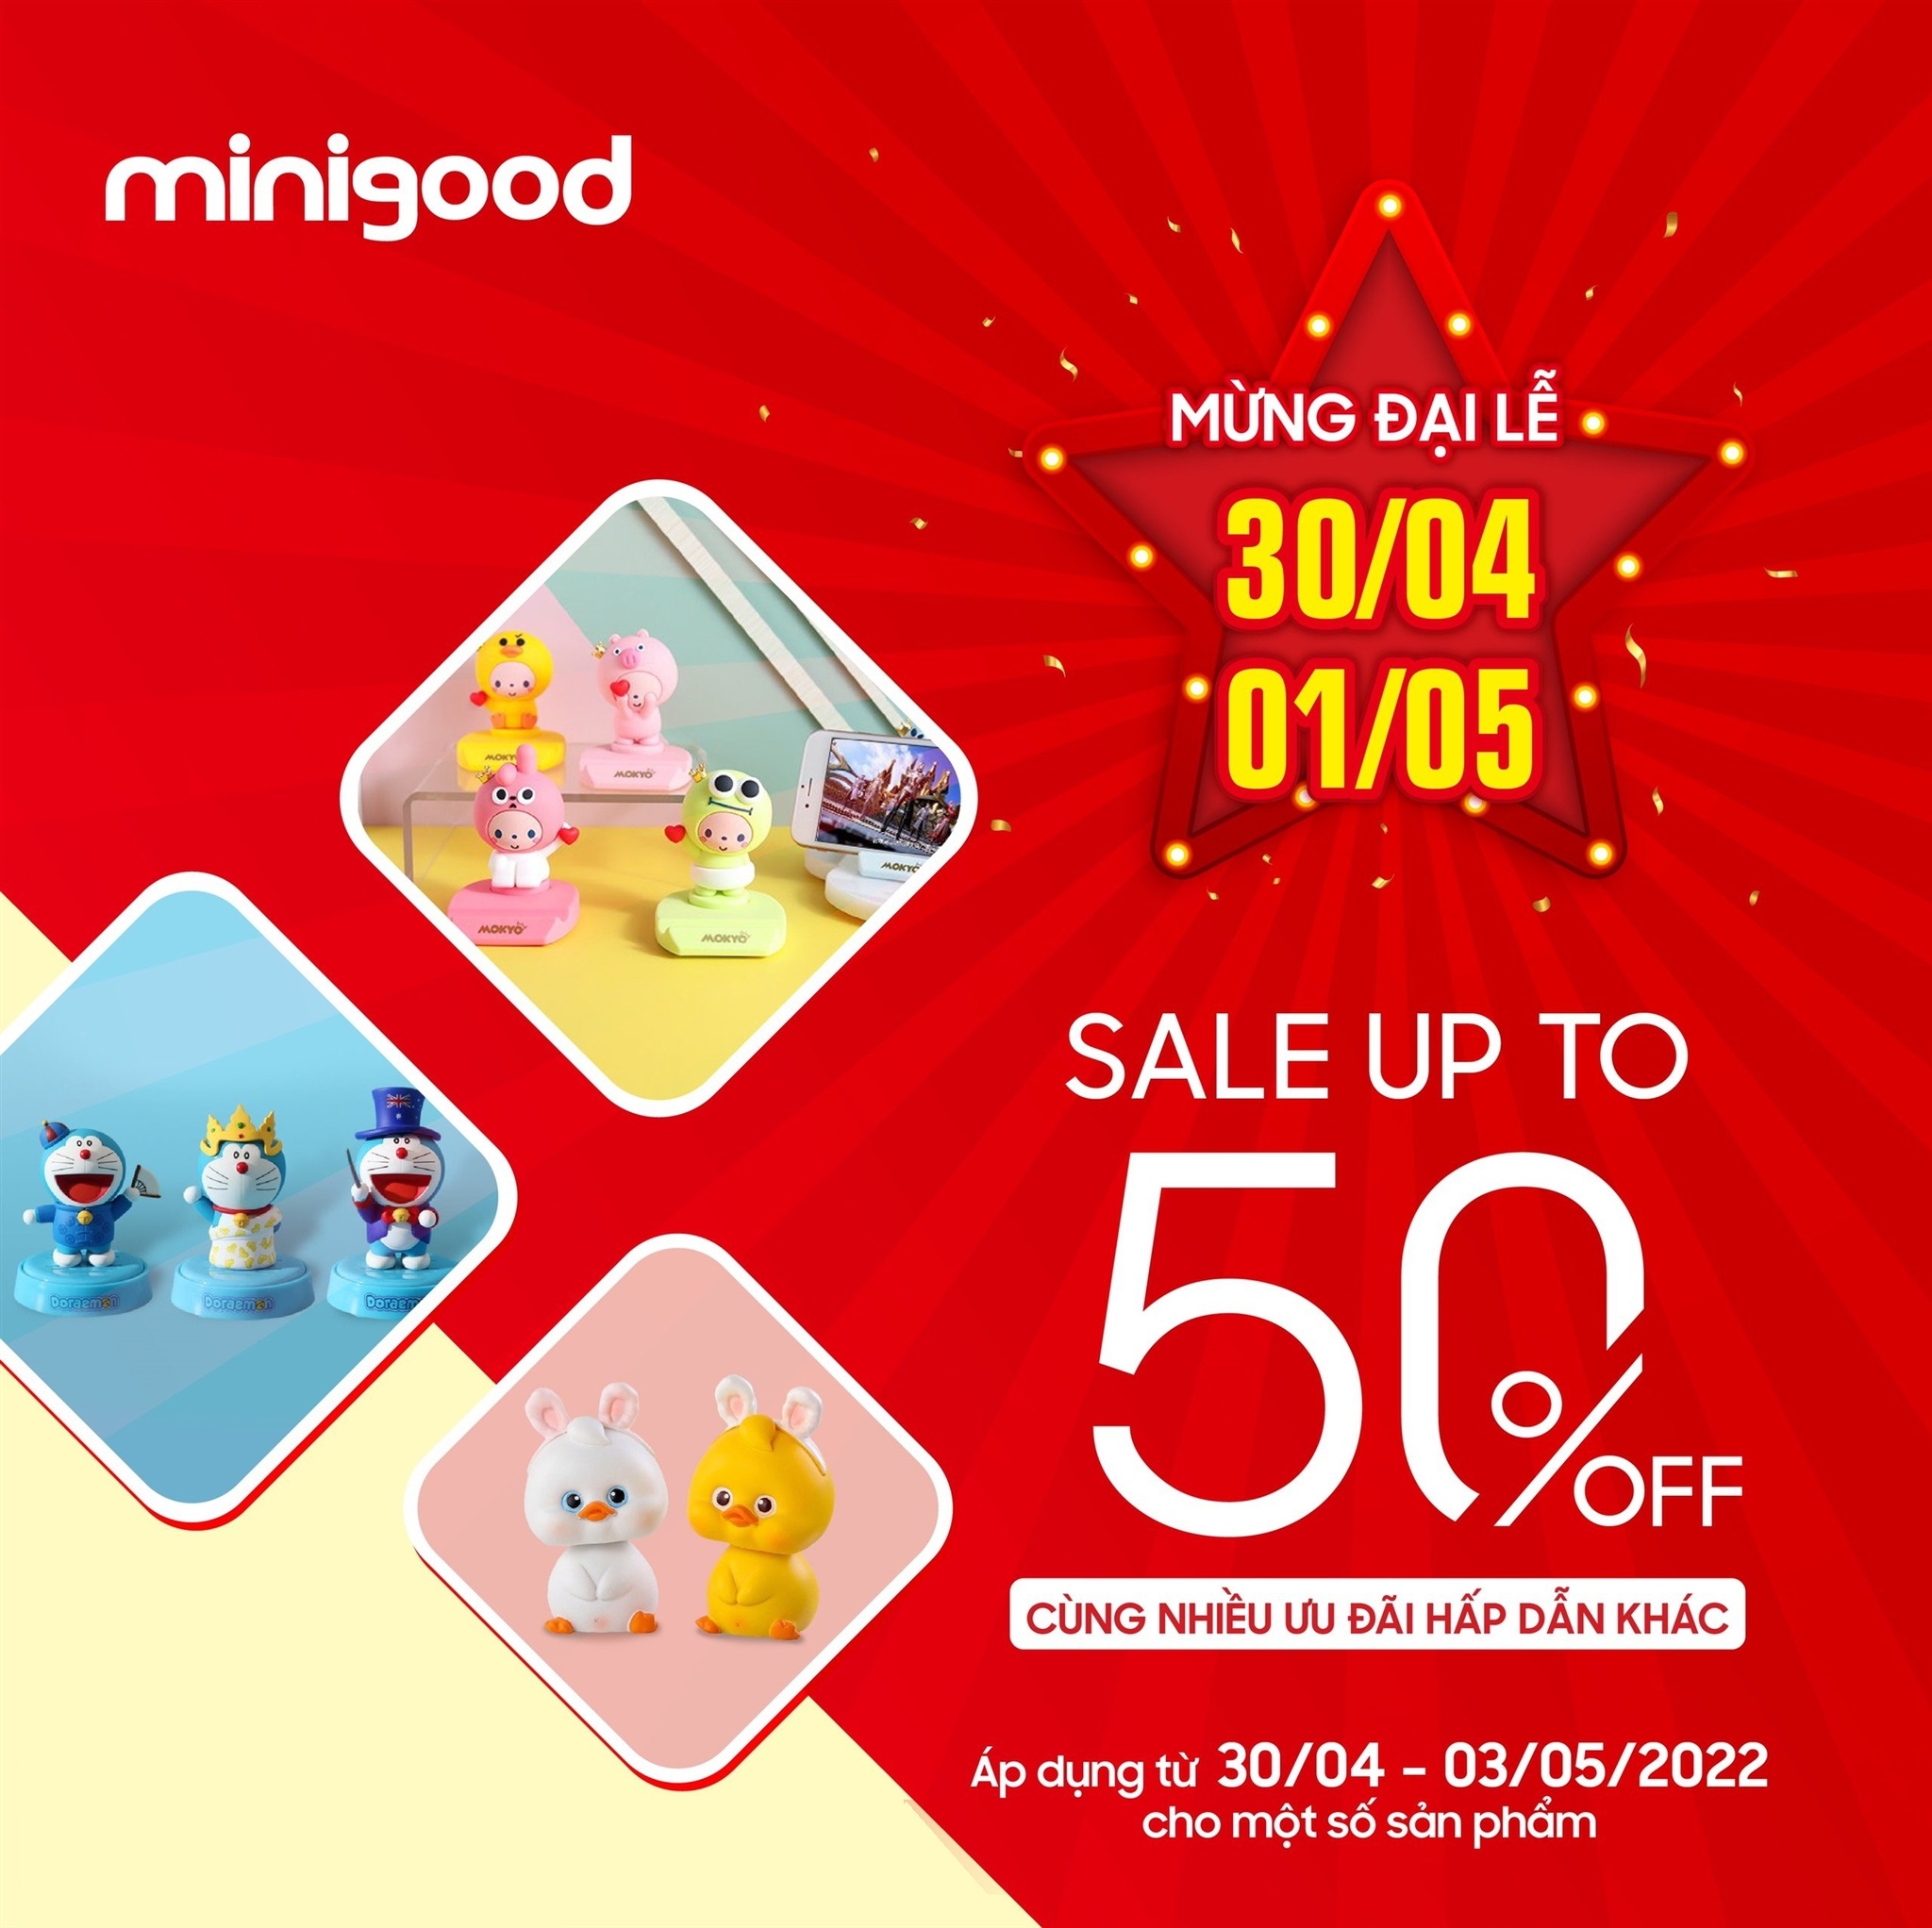 minigood
MỪNG ĐẠI LỄ
30/04
01/05
MOKYO
MOKYO
MOKYO
MOKYO
SALE UP TO
50%
OFF
Doraemon
Doraemon
Doraem
CÙNG NHIỀU ƯU ĐÃI HẤP DẪN KHÁC
Áp dụng từ 30/04 - 03/05/2022
cho một số sản phẩm